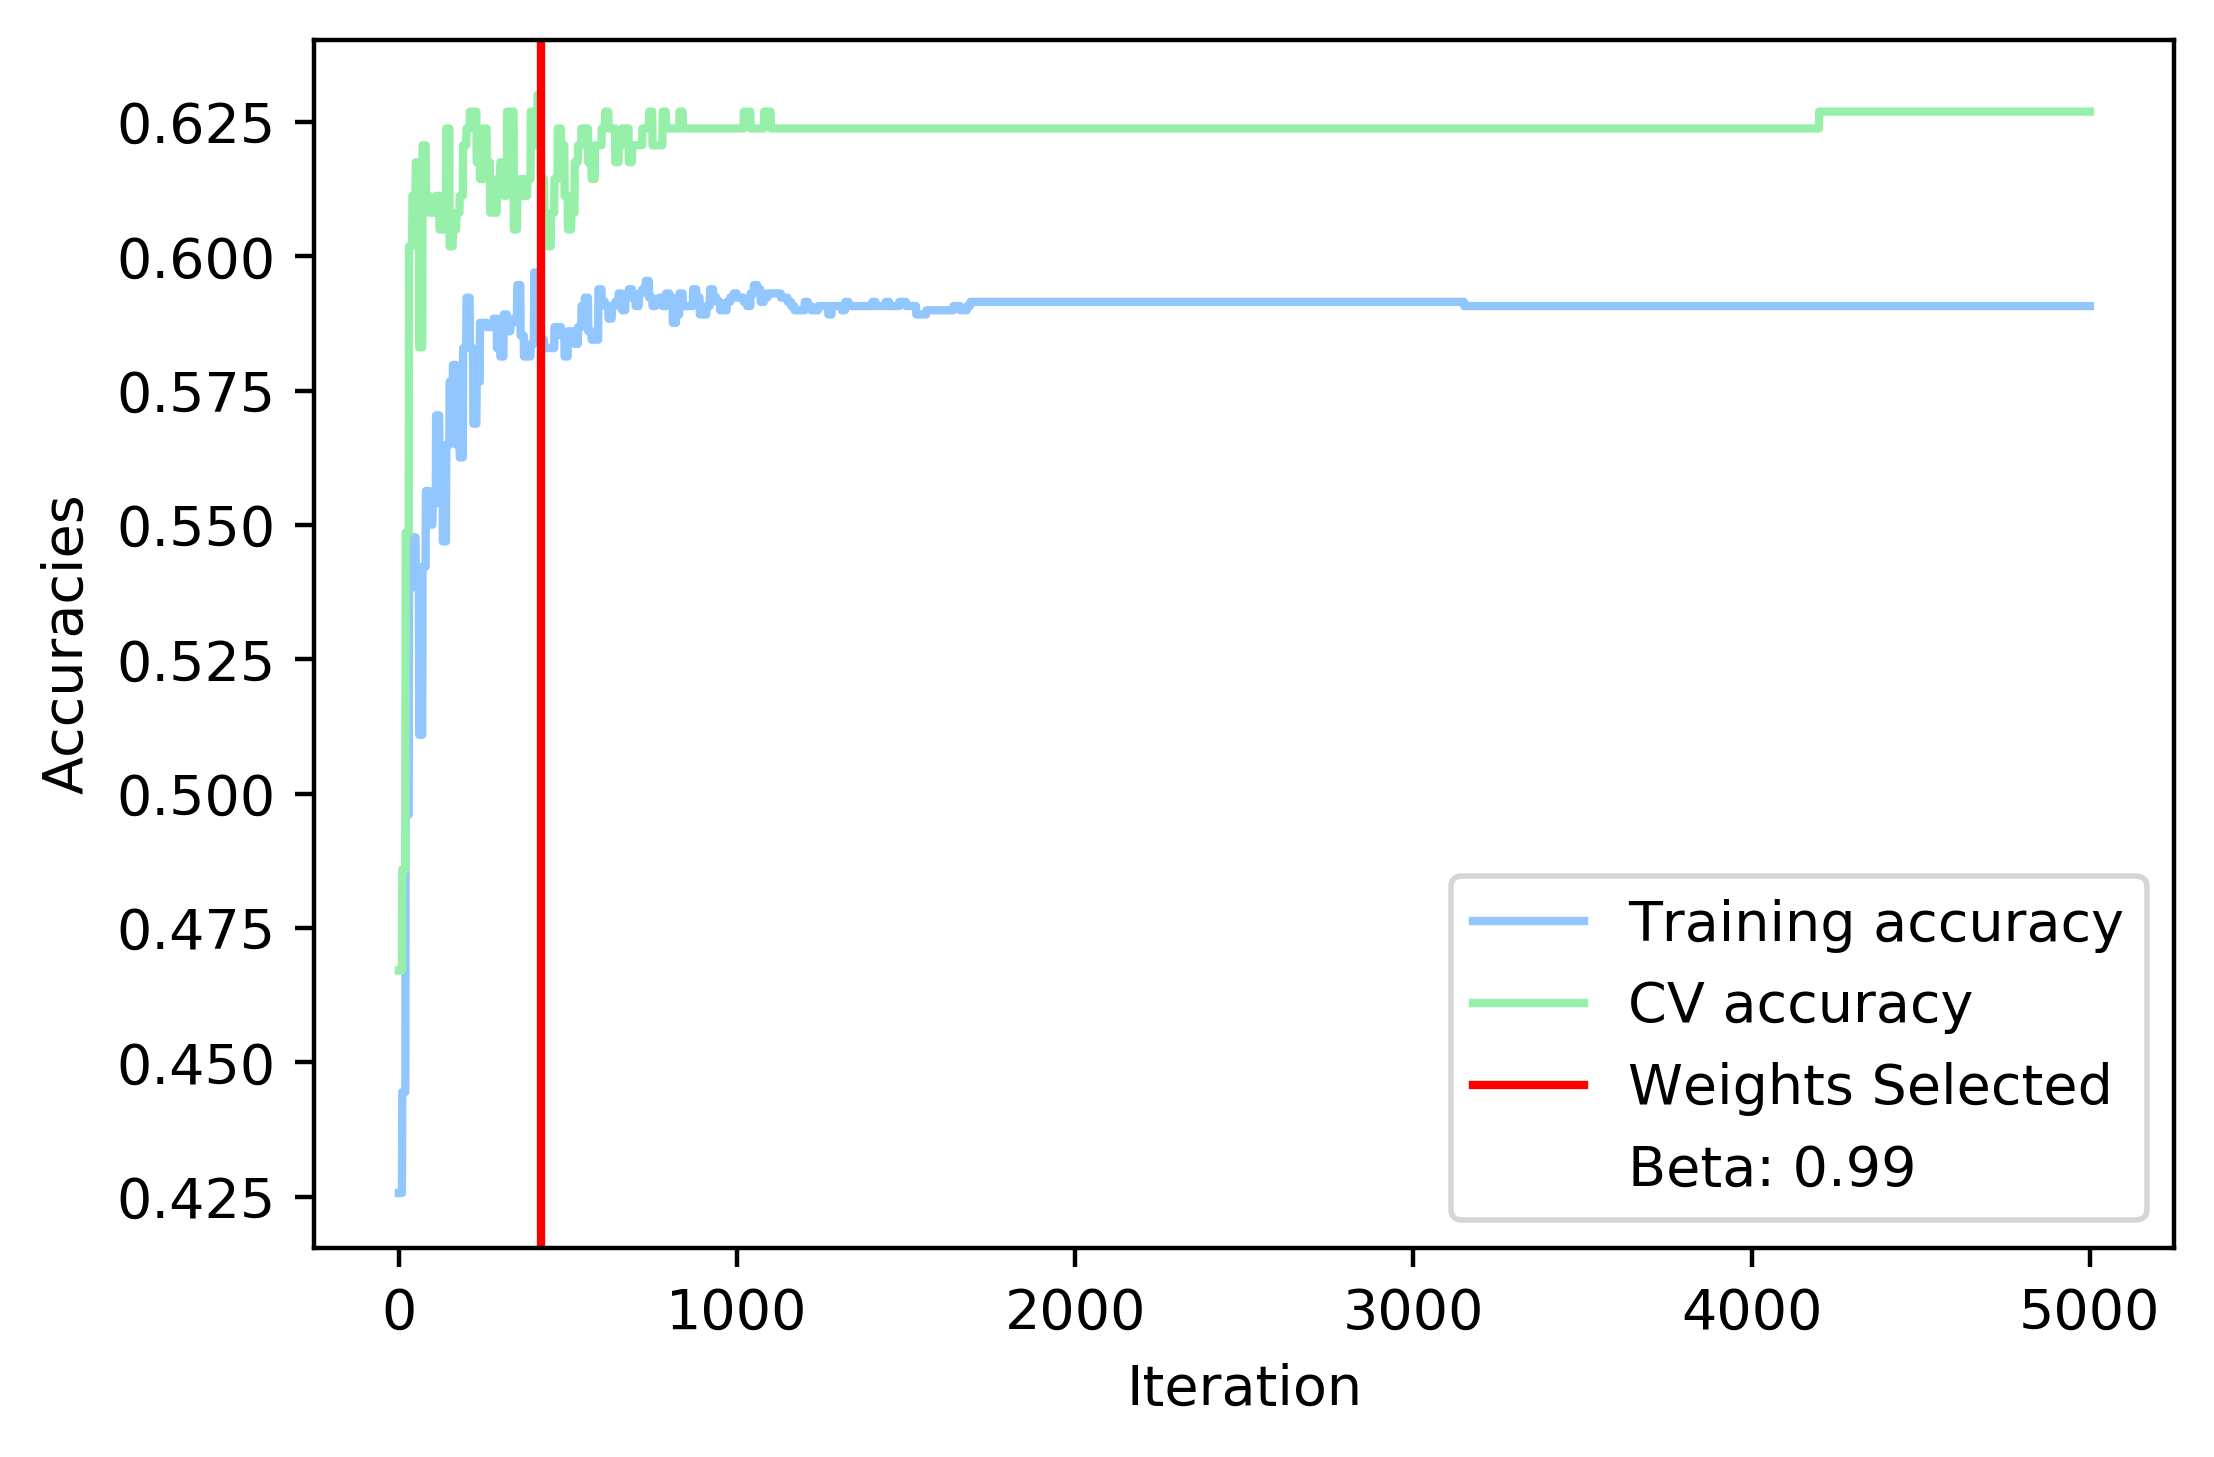 0.625
0.600
0.575
0.550
0.525
0.500
0.475
0.450
0.425
Accuracies
Training accuracy
CV accuracy
Weights Selected
Beta: 0.99
0 1000 2000 3000 4000 5000
Iteration